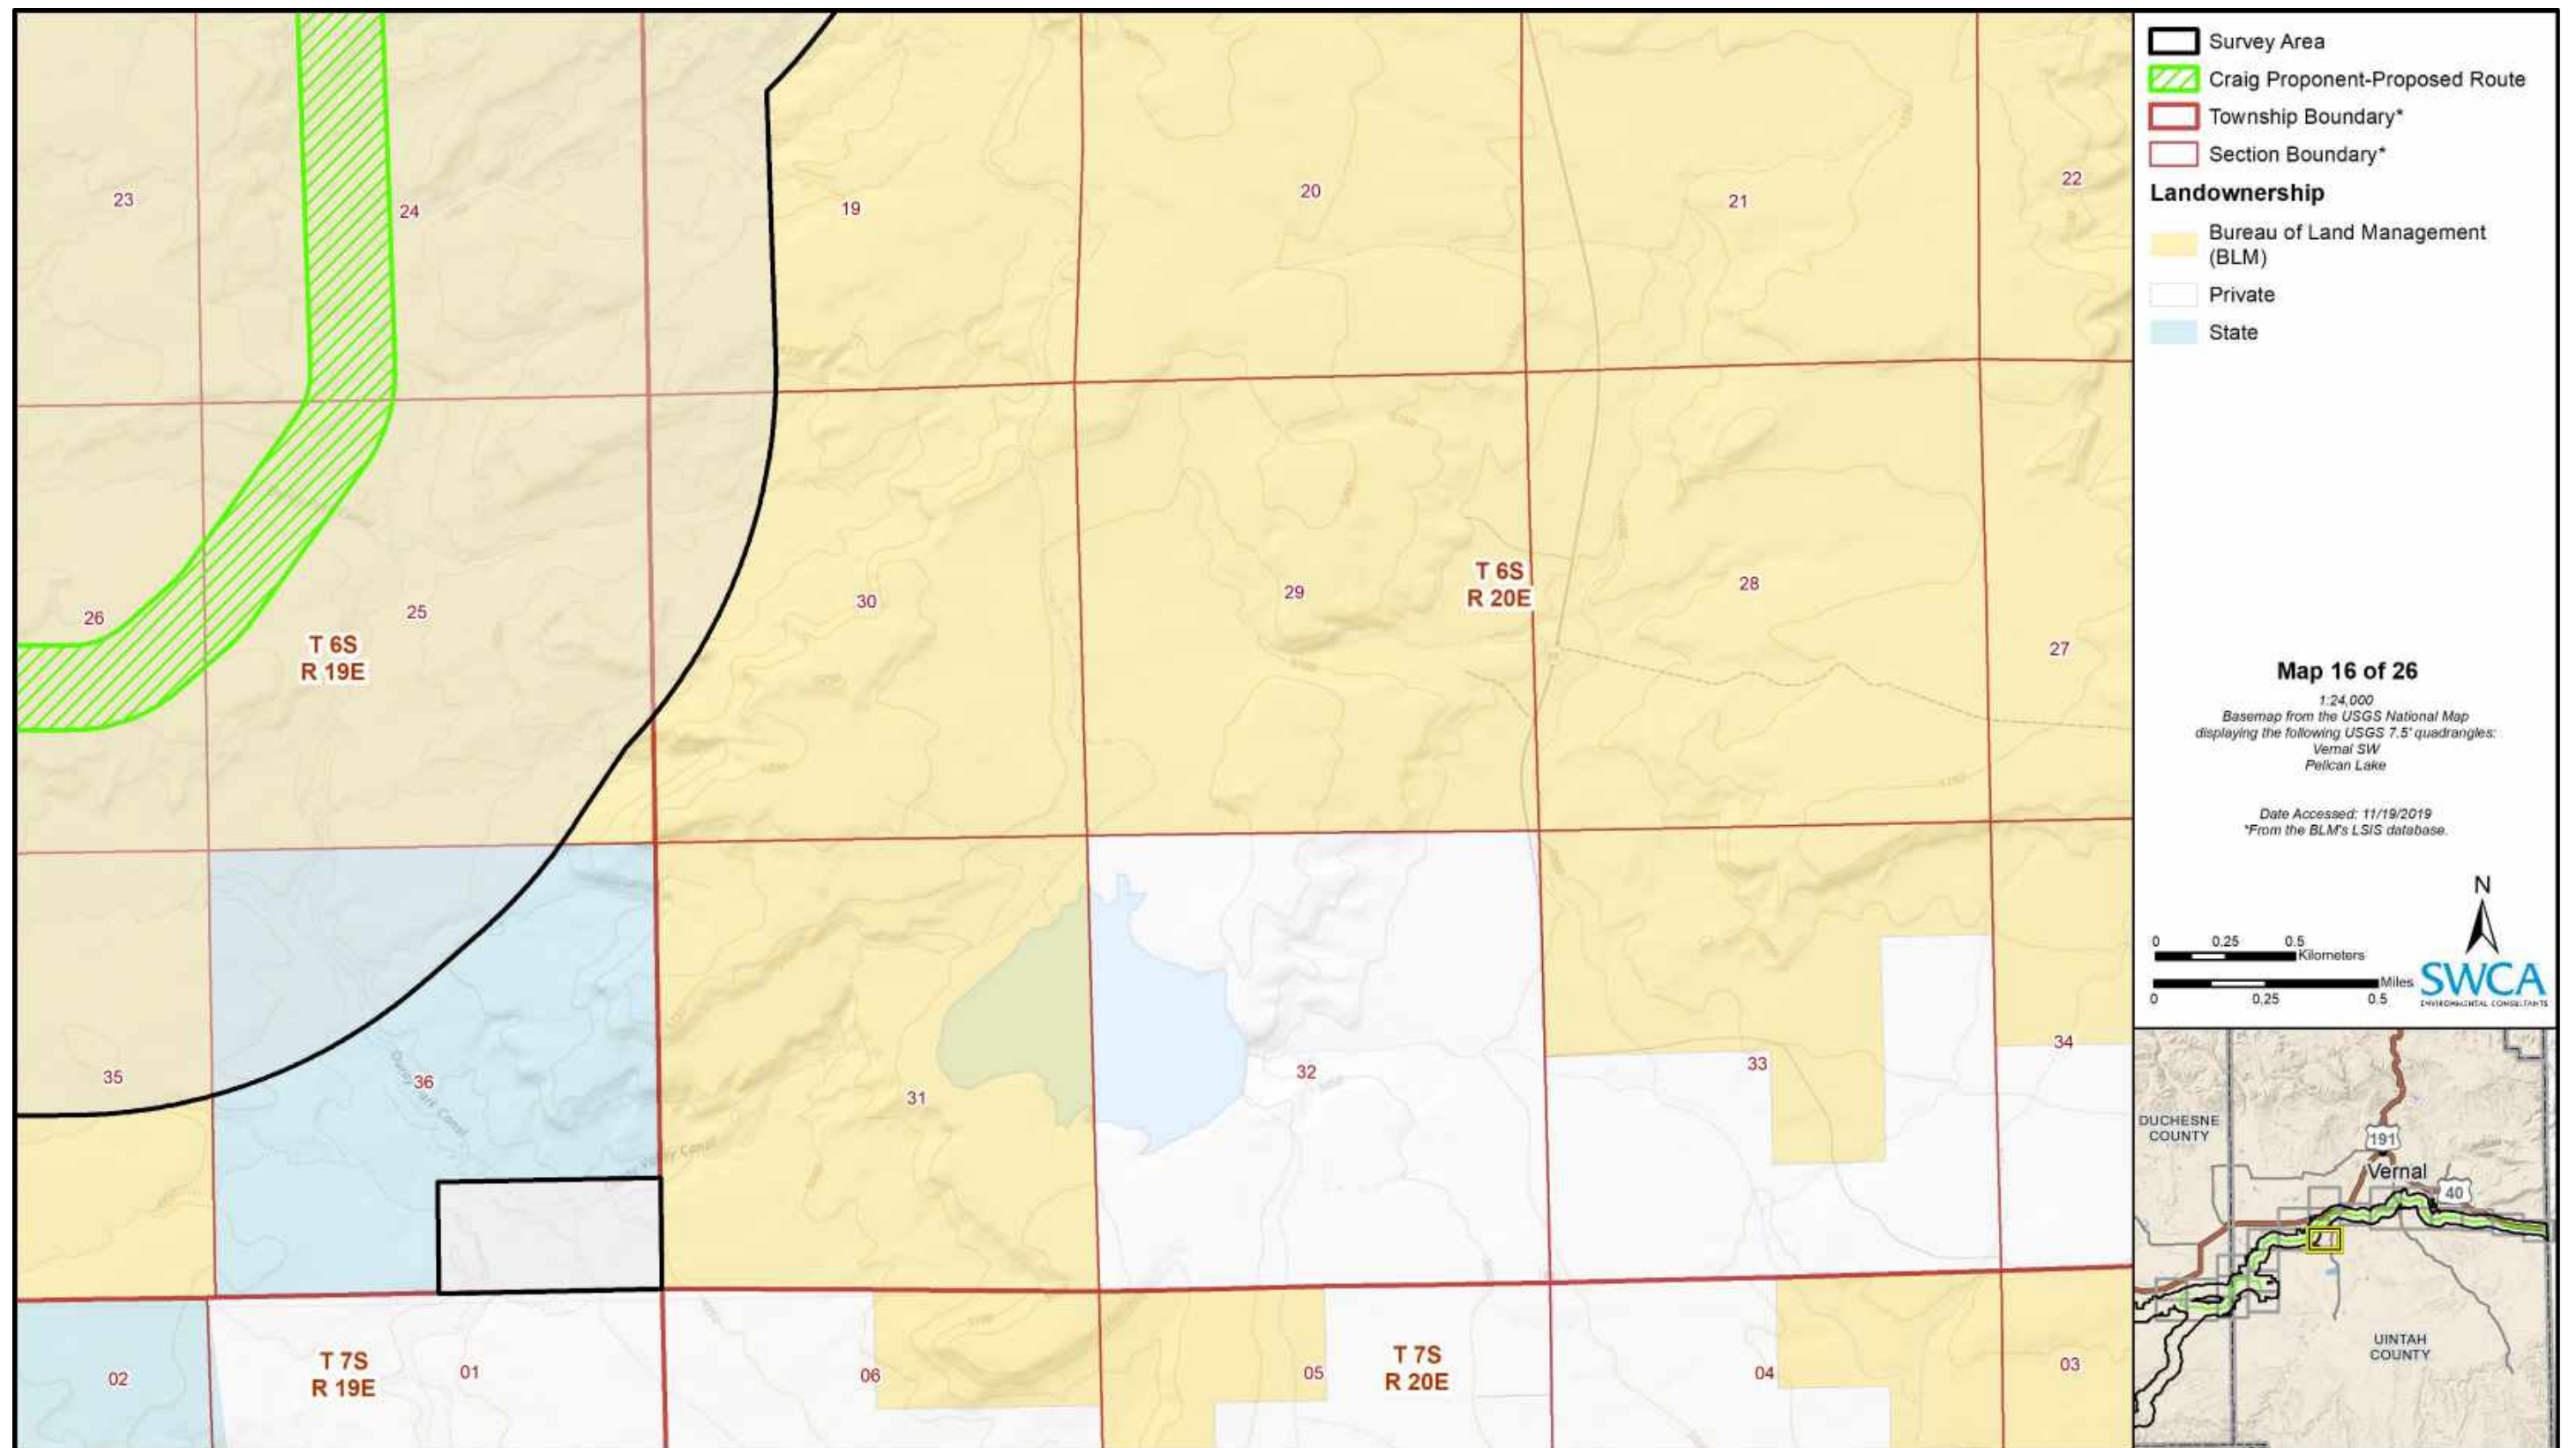 23
24
19
20
21
22
26
25
30
29
28
27
T 6S
R 19E
T 6S
R 20E
35
36
31
32
33
34
02
T 7S
R 19E
01
06
05
T 7S
R 20E
04
03
Survey Area
Craig Proponent-Proposed Route
Township Boundary*
Section Boundary*
Landownership
Bureau of Land Management
(BLM)
Private
State
Map 16 of 26
1:24,000
Basemap from the USGS National Map
displaying the following USGS 7.5' quadrangles:
Vernal SW
Pelican Lake
Date Accessed: 11/19/2019
*From the BLM's LSIS database.
N
0 0.25 0.5
Kilometers
Miles
0 0.25 0.5
SWCA
ENVIRONMENTAL CONSULTANTS
DUCHESNE
COUNTY
191
Vernal
40
UINTAH
COUNTY